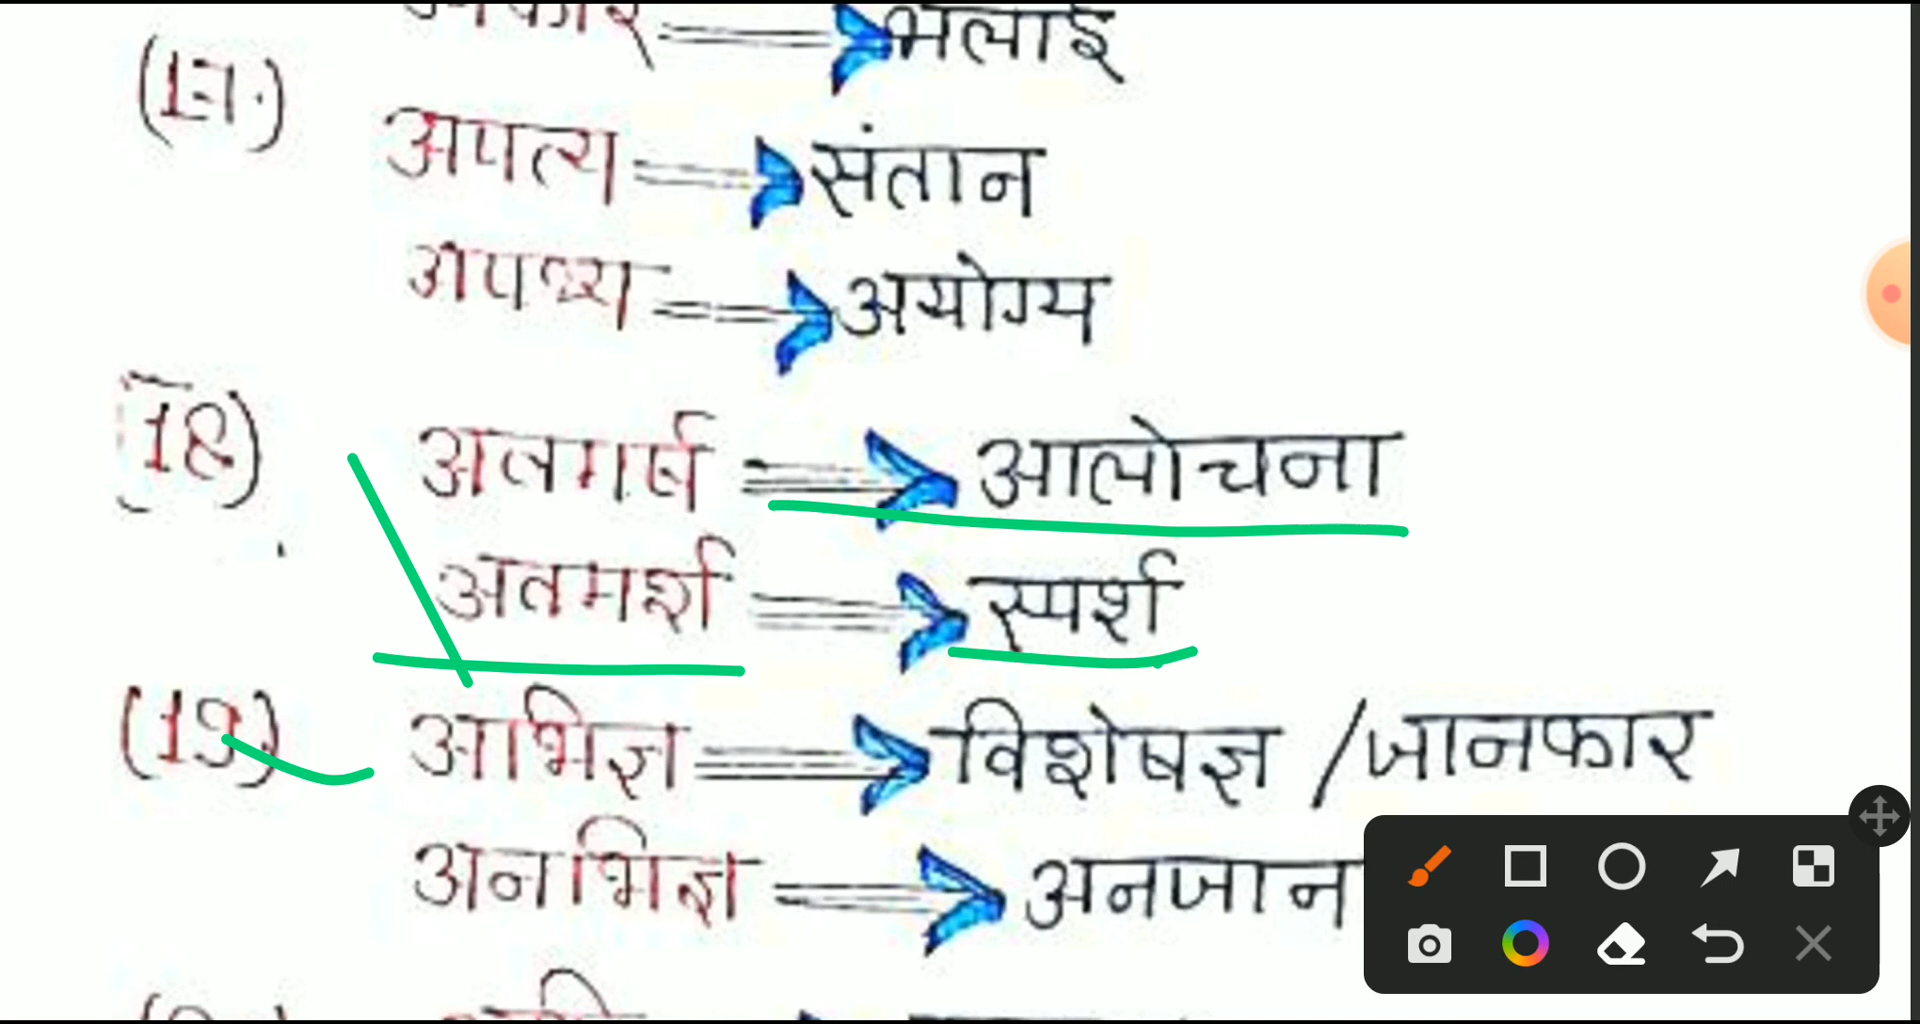 भलाई
(17.) अपत्य संतान
अपथ्य अयोग्य
(18) अवमर्ष आलोचना
अवमर्श स्पर्श
(19) अभिज्ञ विशेषज्ञ / जानकार
अनभिज्ञ अनजान